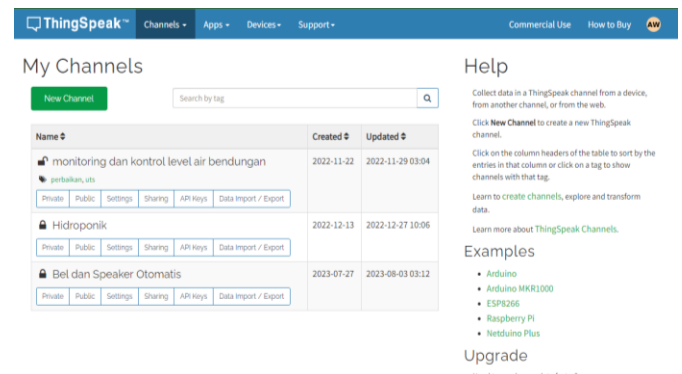 ThingSpeak™ Channels Apps Devices Support Commercial Use How to Buy AW
My Channels
New Channel
Search by tag
Name Created Updated
monitoring dan kontrol level air bendungan 2022-11-22 2022-11-29 03:04
perbaikan, uts
Private Public Settings Sharing API Keys Data Import / Export
Hidroponik 2022-12-13 2022-12-27 10:06
Private Public Settings Sharing API Keys Data Import / Export
Bel dan Speaker Otomatis 2023-07-27 2023-08-03 03:12
Private Public Settings Sharing API Keys Data Import / Export
Help
Collect data in a ThingSpeak channel from a device,
from another channel, or from the web.
Click New Channel to create a new ThingSpeak
channel.
Click on the column headers of the table to sort by the
entries in that column or click on a tag to show
channels with that tag.
Learn to create channels, explore and transform
data.
Learn more about ThingSpeak Channels.
Examples
Arduino
Arduino MKR1000
ESP8266
Raspberry Pi
Netduino Plus
Upgrade